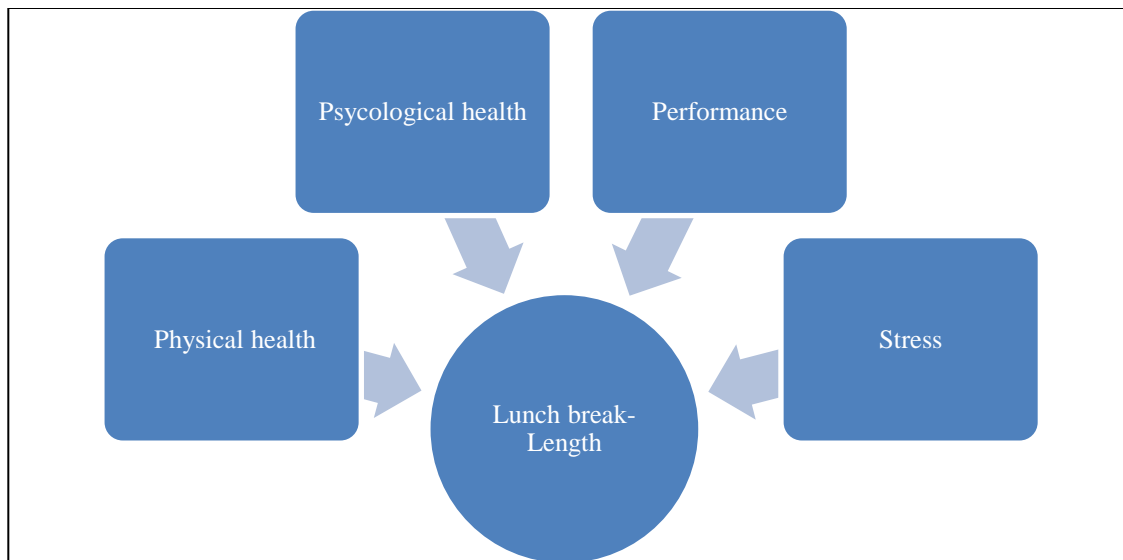 Psycological health
Performance
Physical health
Stress
Lunch break-
Length